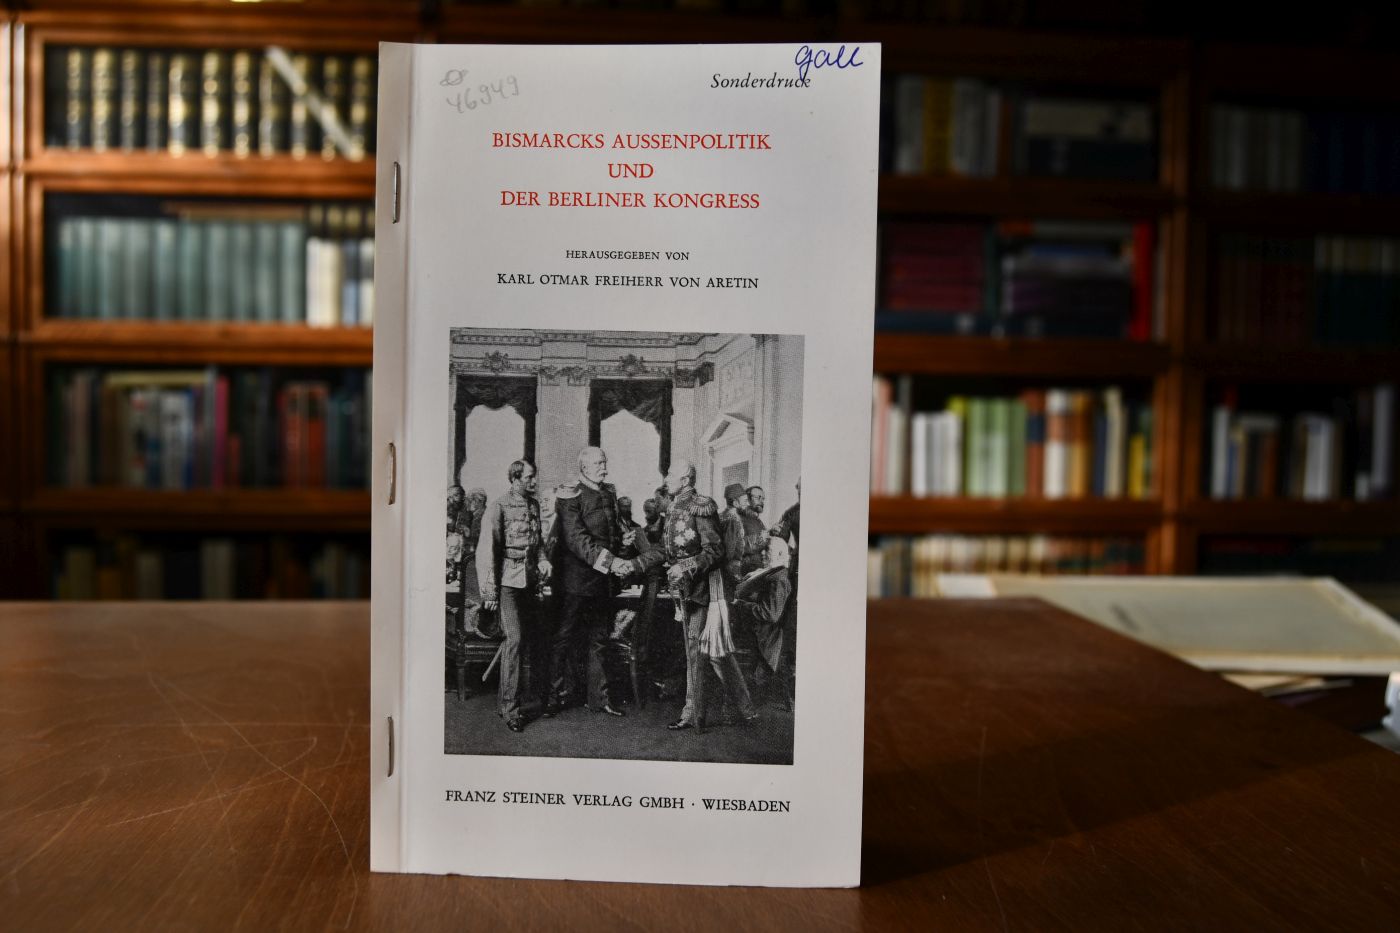 gall
Sonderdruck
46949
BISMARCKS AUSSENPOLITIK
UND
DER BERLINER KONGRESS
HERAUSGEGEBEN VON
KARL OTMAR FREIHERR VON ARETIN
FRANZ STEINER VERLAG GMBH · WIESBADEN